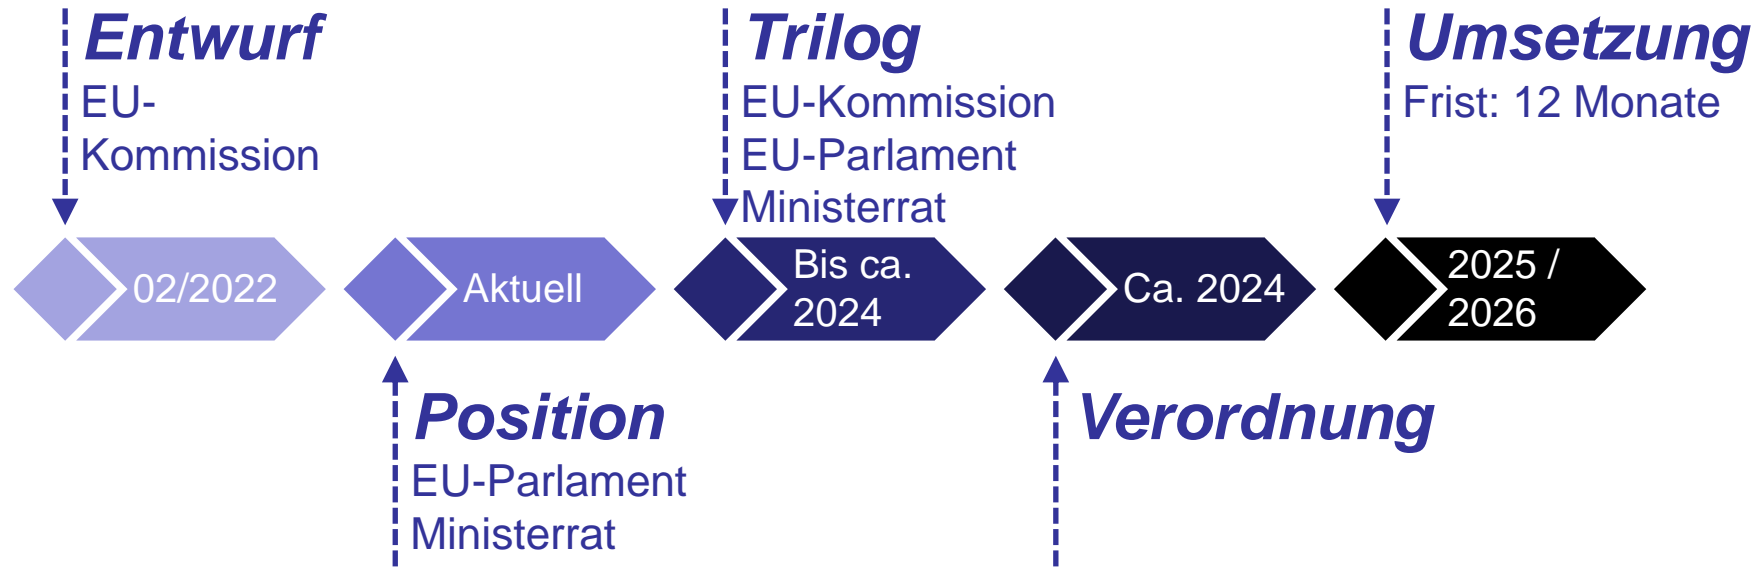 Entwurf
EU-
Kommission
02/2022
Aktuell
Position
EU-Parlament
Ministerrat
Trilog
EU-Kommission
EU-Parlament
Ministerrat
Bis ca.
2024
Ca. 2024
Verordnung
Umsetzung
Frist: 12 Monate
2025 /
2026